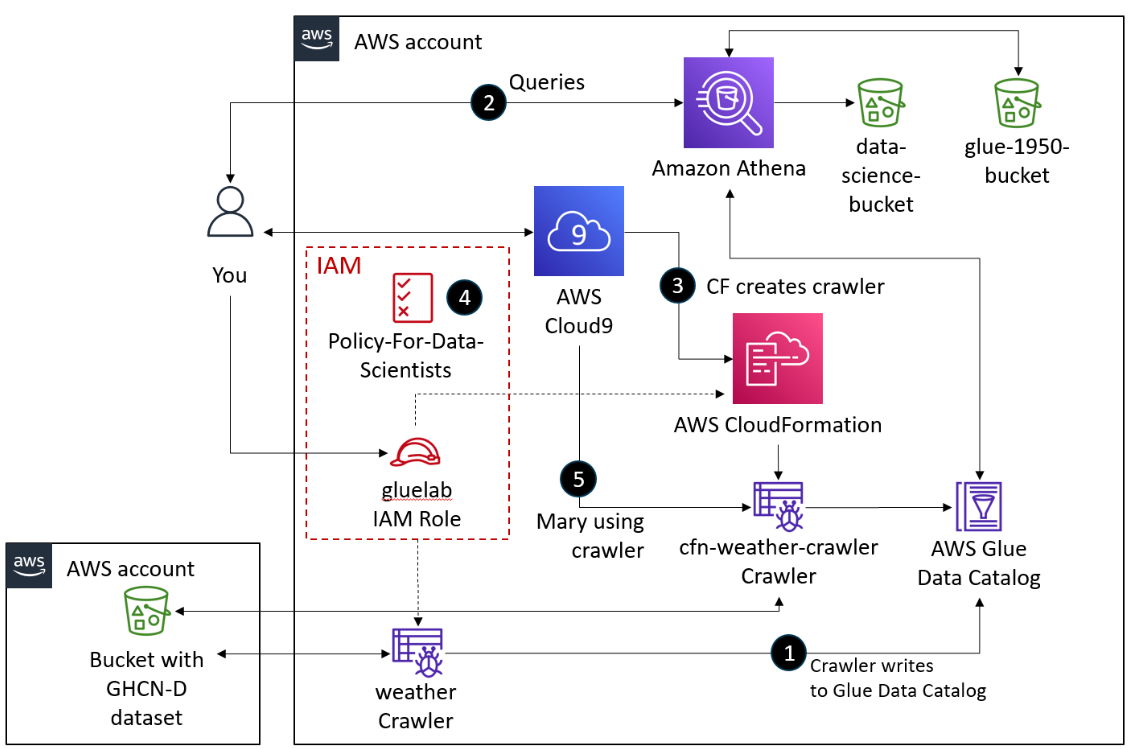 aws
AWS account
2
Queries
Amazon Athena
data-
science-
bucket
glue-1950-
bucket
You
9
AWS
Cloud9
3
CF creates crawler
IAM
4
Policy-For-Data-
Scientists
AWS CloudFormation
gluelab
IAM Role
5
Mary using
crawler
cfn-weather-crawler
Crawler
AWS Glue
Data Catalog
aws
AWS account
Bucket with
GHCN-D
dataset
weather
Crawler
1
Crawler writes
to Glue Data Catalog